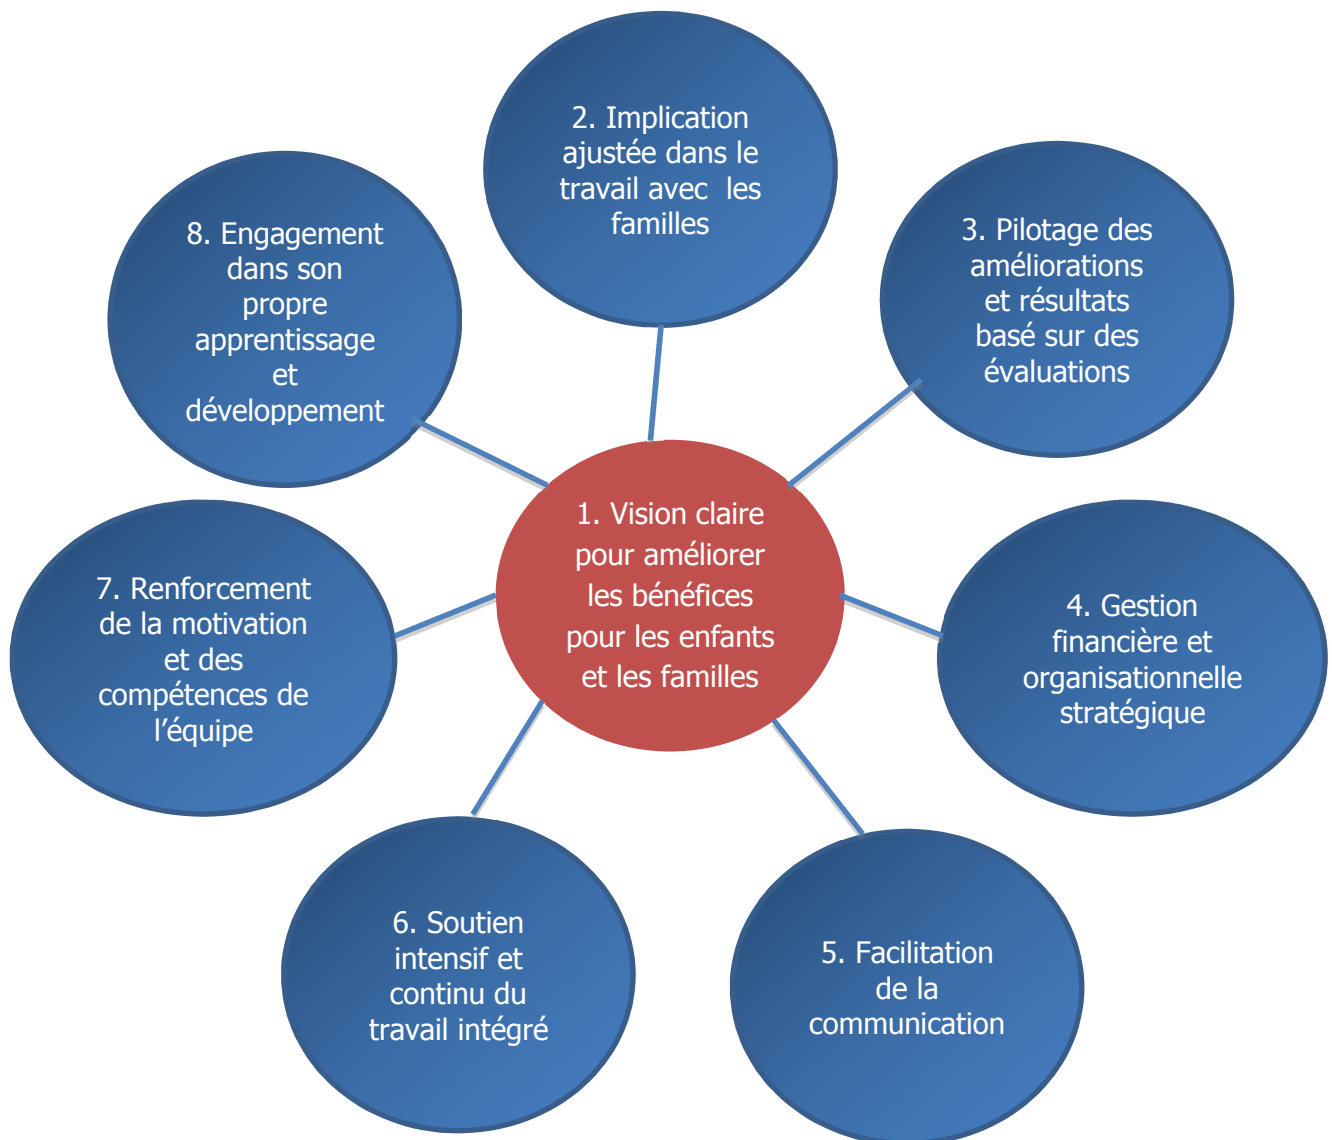 1. Vision claire
pour améliorer
les bénéfices
pour les enfants
et les familles
2. Implication
ajustée dans le
travail avec  les
familles
3. Pilotage des
améliorations
et résultats
basé sur des
évaluations
4. Gestion
financière et
organisationnelle
stratégique
5. Facilitation
de la
communication
6. Soutien
intensif et
continu du
travail intégré
7. Renforcement
de la motivation
et des
compétences de
l’équipe
8. Engagement
dans son
propre
apprentissage
et
développement